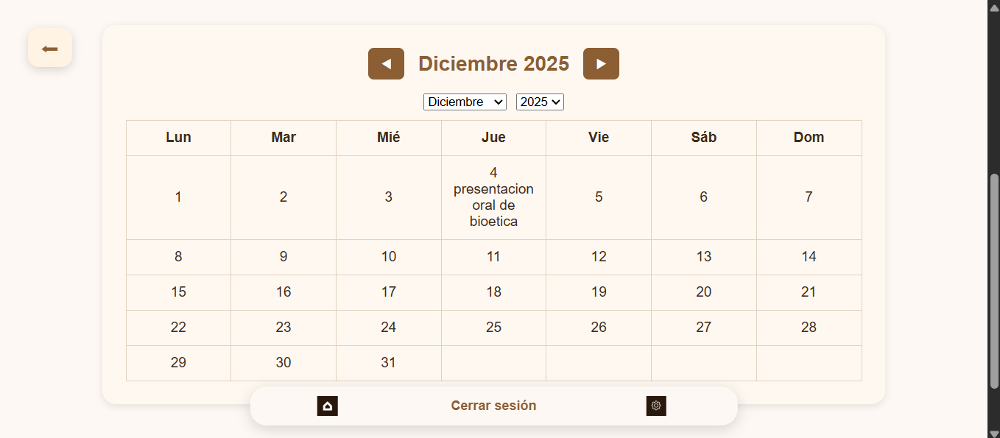 Diciembre 2025
Diciembre 2025
Lun Mar Mié Jue Vie Sáb Dom
1 2 3 4 5 6 7
presentacion
oral de
bioetica
8 9 10 11 12 13 14
15 16 17 18 19 20 21
22 23 24 25 26 27 28
29 30 31
Cerrar sesión